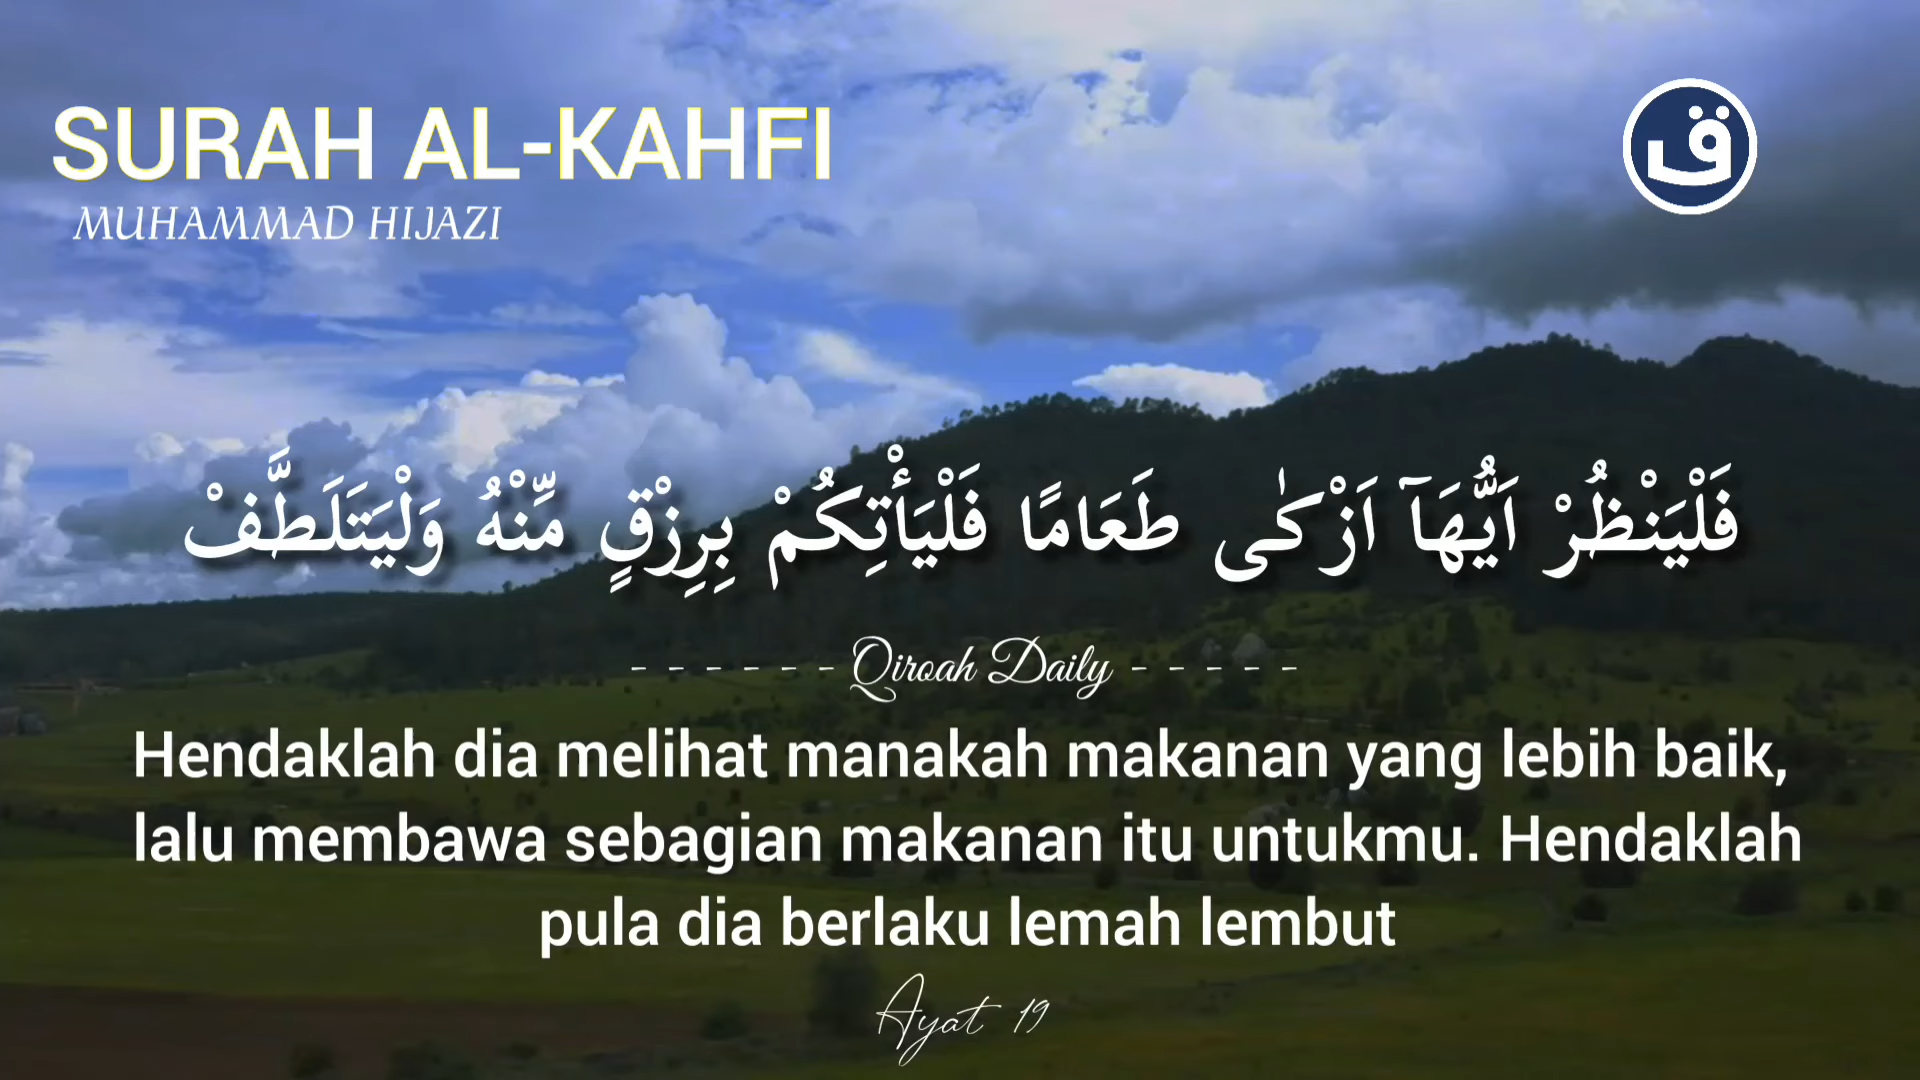 SURAH AL-KAHFI
MUHAMMAD HIJAZI
ق
فَلْيَنْظُرْ اَيُّهَآ اَزْكٰى طَعَامًا فَلْيَأْتِكُمْ بِرِزْقٍ مِّنْهُ وَلْيَتَلَطَّفْ
- - - - - - Qiroah Daily - - - - -
Hendaklah dia melihat manakah makanan yang lebih baik,
lalu membawa sebagian makanan itu untukmu. Hendaklah
pula dia berlaku lemah lembut
Ayat 19